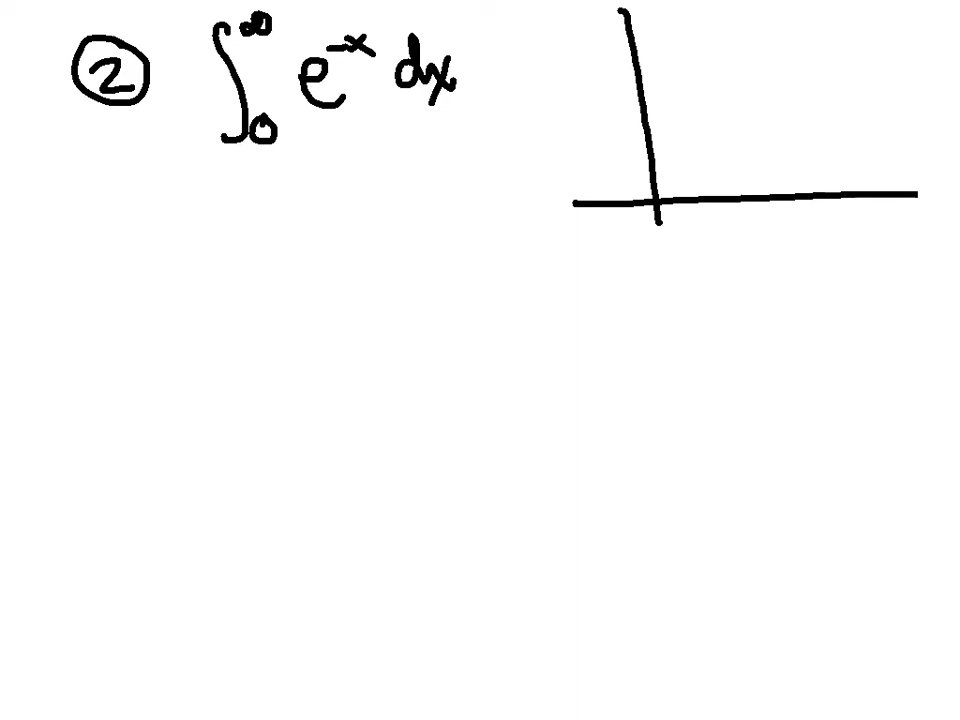 ② ∫₀^∞ e^{-x} dx